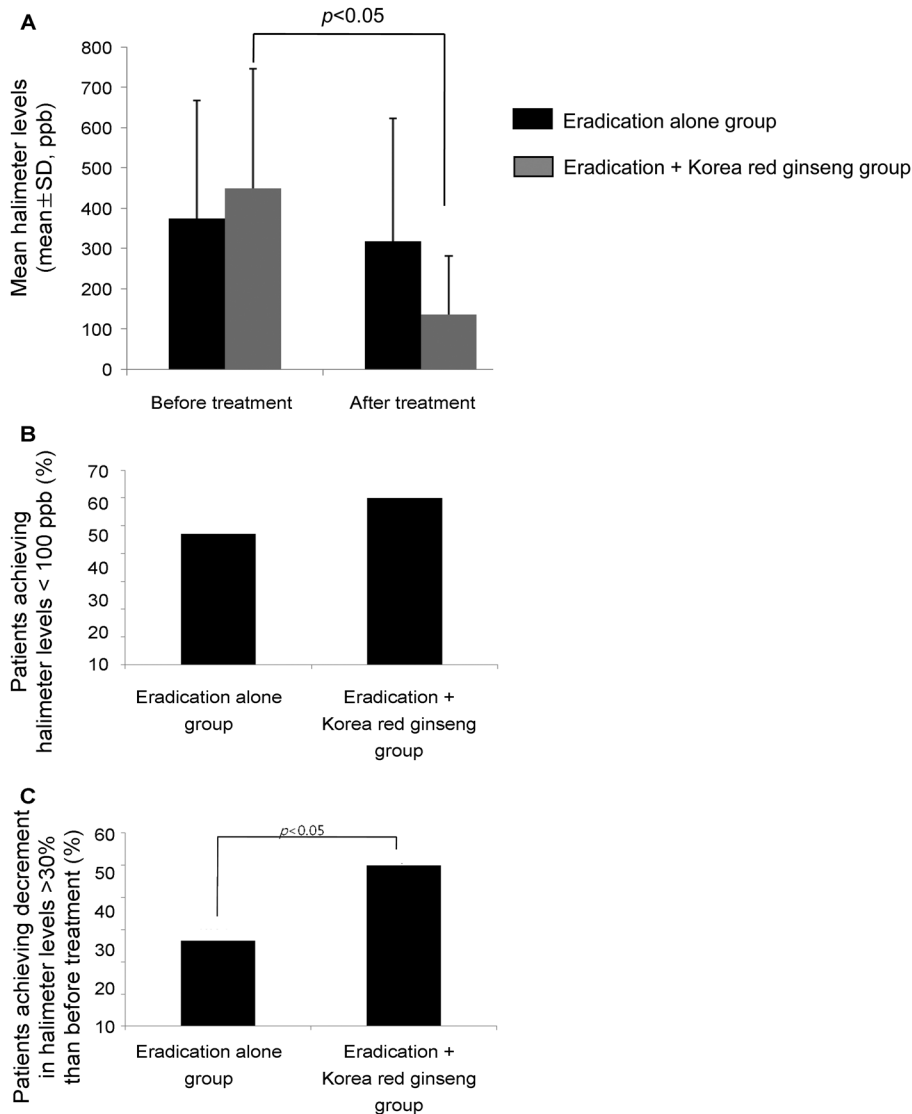 A
p<0.05
800
700
600
500
400
300
200
100
0
Mean halimeter levels
(mean±SD, ppb)
Before treatment
After treatment
Eradication alone group
Eradication + Korea red ginseng group
B
70
60
50
40
30
20
10
Patients achieving
halimeter levels < 100 ppb (%)
Eradication alone
group
Eradication +
Korea red ginseng
group
C
p<0.05
60
50
40
30
20
10
Patients achieving decrement
in halimeter levels >30%
than before treatment (%)
Eradication alone
group
Eradication +
Korea red ginseng
group